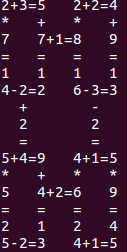 2+3=5   2+2=4
*   +   *   +
7   7+1=8   9
=   =   =   =
1   1   1   1
4-2=2   6-3=3
  +       -
  2       2
  =       =
5+4=9   4+1=5
+   +   *   *
5   4+2=6   9
=   =   =   =
2   1   2   4
5-2=3   4+1=5